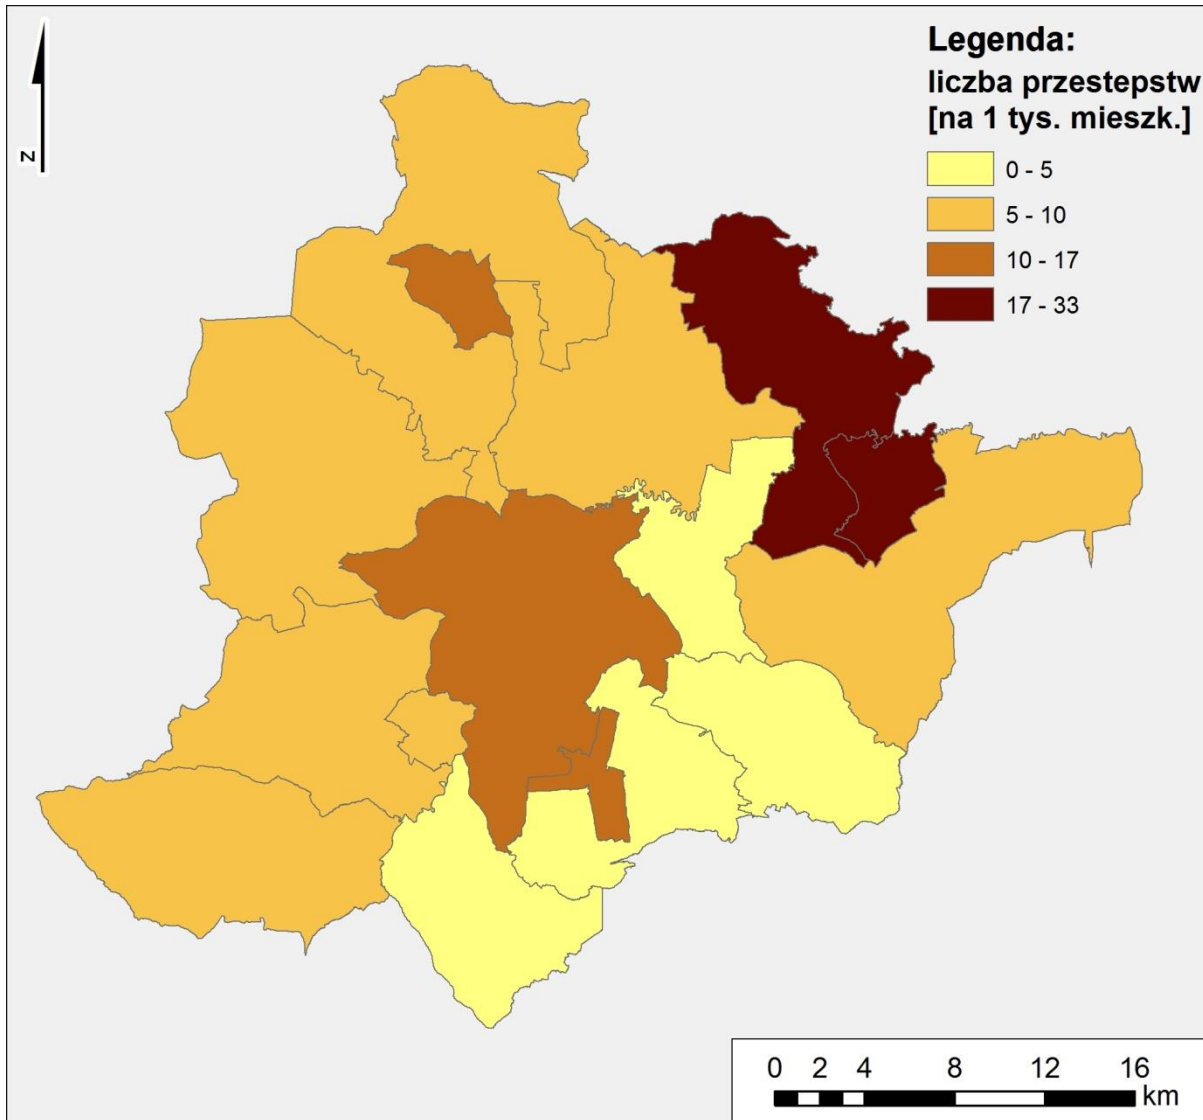 Legenda:
liczba przestepstw
[na 1 tys. mieszk.]
0 - 5
5 - 10
10 - 17
17 - 33
N
0 2 4 8 12 16
km